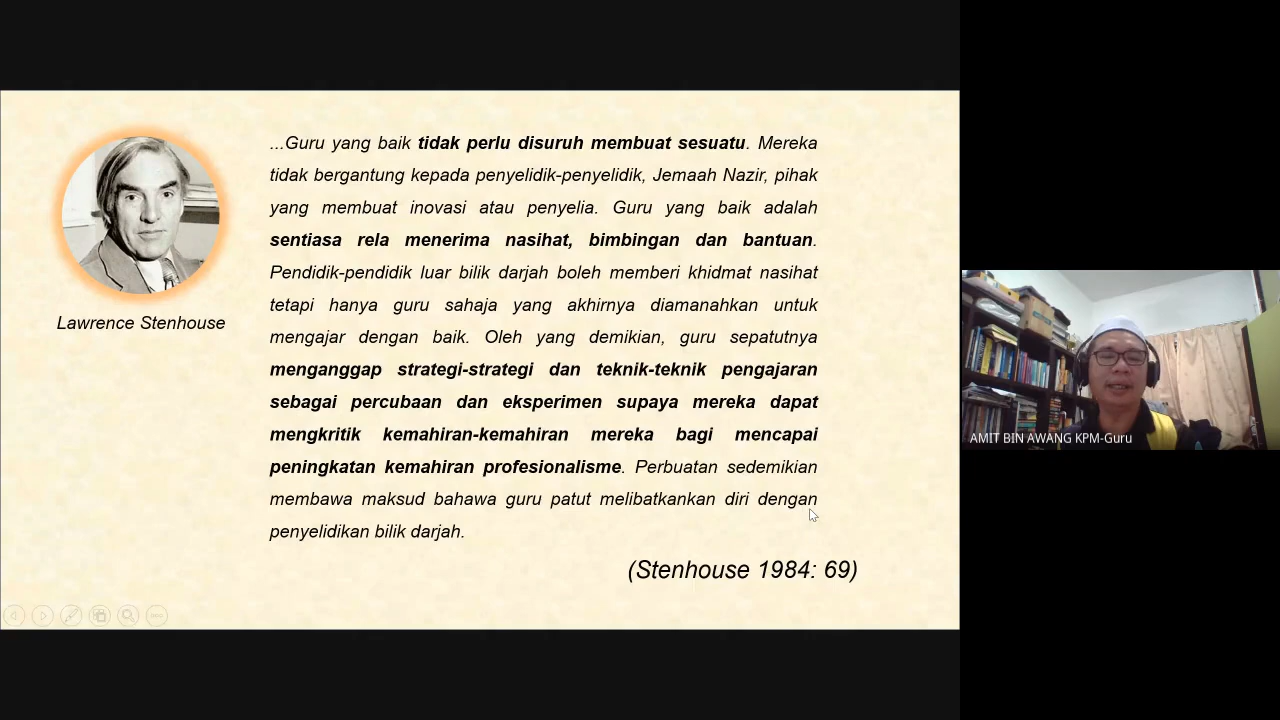 ...Guru yang baik tidak perlu disuruh membuat sesuatu. Mereka
tidak bergantung kepada penyelidik-penyelidik, Jemaah Nazir, pihak
yang membuat inovasi atau penyelia. Guru yang baik adalah
sentiasa rela menerima nasihat, bimbingan dan bantuan.
Pendidik-pendidik luar bilik darjah boleh memberi khidmat nasihat
tetapi hanya guru sahaja yang akhirnya diamanahkan untuk
mengajar dengan baik. Oleh yang demikian, guru sepatutnya
menganggap strategi-strategi dan teknik-teknik pengajaran
sebagai percubaan dan eksperimen supaya mereka dapat
mengkritik kemahiran-kemahiran mereka bagi mencapai
peningkatan kemahiran profesionalisme. Perbuatan sedemikian
membawa maksud bahawa guru patut melibatkankan diri dengan
penyelidikan bilik darjah.
(Stenhouse 1984: 69)
Lawrence Stenhouse
AMIT BIN AWANG KPM-Guru